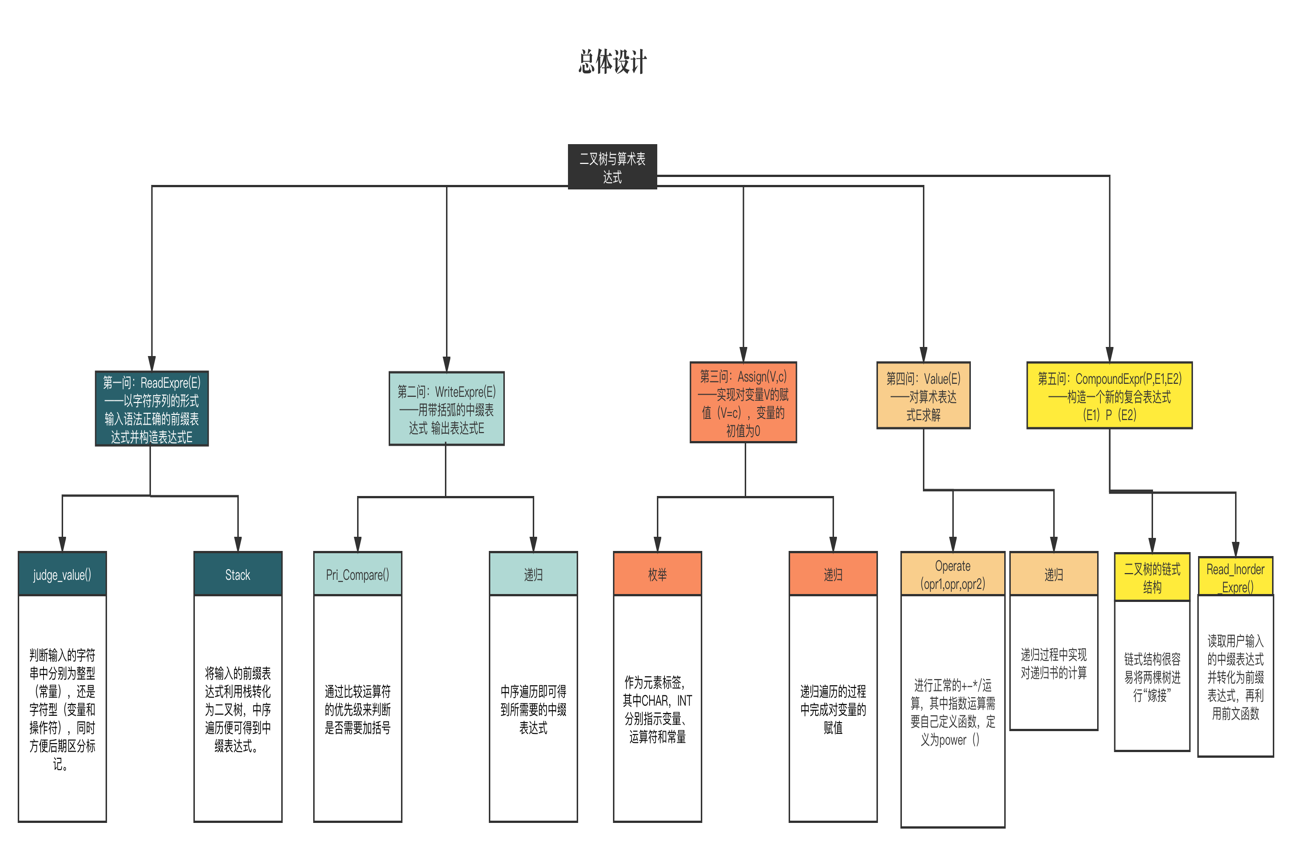 总体设计
二叉树与算术表
达式
第一问：ReadExpre(E)
——以字符序列的形式
输入语法正确的前缀表
达式并构造表达式E
第二问：WriteExpre(E)
——用带括弧的中缀表
达式 输出表达式E
第三问：Assign(V,c)
——实现对变量V的赋
值（V=c），变量的
初值为0
第四问：Value(E)
——对算术表达
式E求解
第五问：CompoundExpr(P,E1,E2)
——构造一个新的复合表达式
（E1）P（E2）
judge_value()
判断输入的字符
串中分别为整型
（常量），还是
字符型（变量和
操作符），同时
方便后期区分标
记。
Stack
将输入的前缀表
达式利用栈转化
为二叉树，中序
遍历便可得到中
缀表达式。
Pri_Compare()
通过比较运算符
的优先级来判断
是否需要加括号
递归
中序遍历即可得
到所需要的中缀
表达式
枚举
作为元素标签，
其中CHAR，INT
分别指示变量、
运算符和常量
递归
递归遍历的过程
中完成对变量的
赋值
Operate
(opr1,opr,opr2)
进行正常的+-*/运
算，其中指数运算需
要自己定义函数，定
义为power（）
递归
递归过程中实现
对递归书的计算
二叉树的链式
结构
链式结构很容
易将两棵树进
行“嫁接”
Read_Inorder
_Expre()
读取用户输入
的中缀表达式
并转化为前缀
表达式，再利
用前文函数